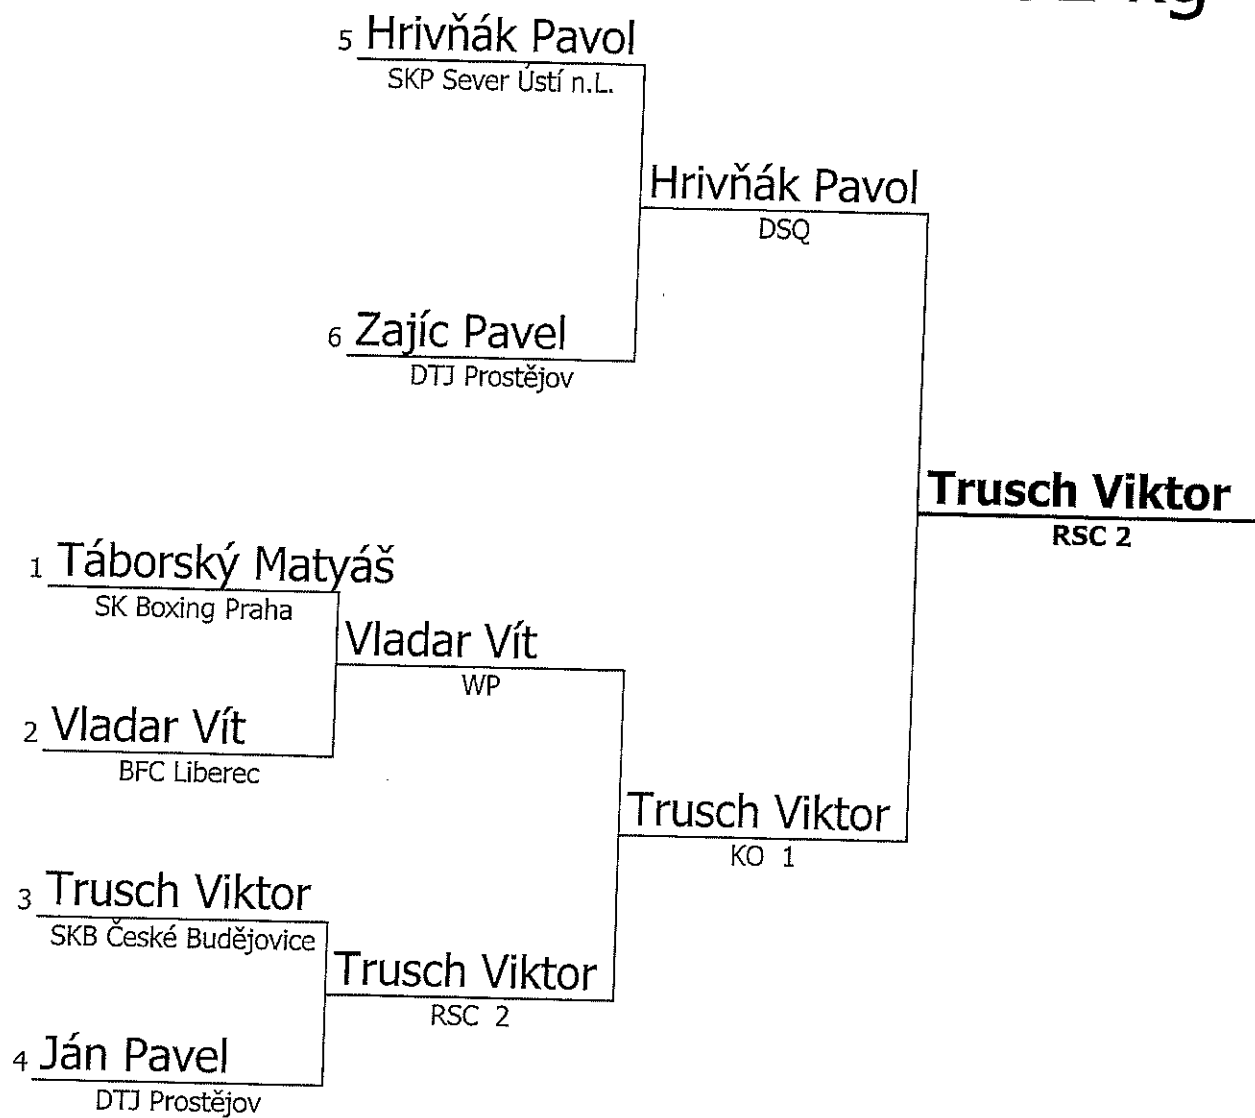 kg
5 Hrivňák Pavol
SKP Sever Ústí n.L.
Hrivňák Pavol
DSQ
6 Zajíc Pavel
DTJ Prostějov
Trusch Viktor
RSC 2
1 Táborský Matyáš
SK Boxing Praha
Vladar Vít
WP
2 Vladar Vít
BFC Liberec
Trusch Viktor
KO 1
3 Trusch Viktor
SKB České Budějovice
Trusch Viktor
RSC 2
4 Ján Pavel
DTJ Prostějov